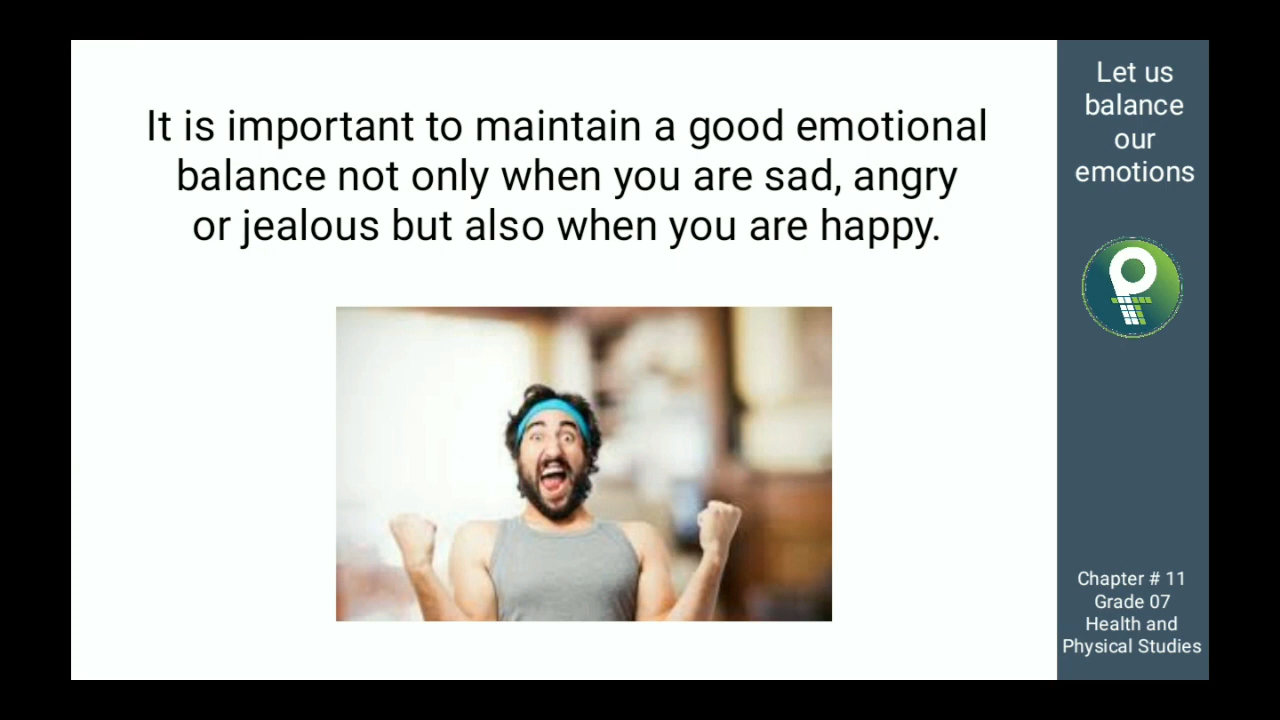 It is important to maintain a good emotional
balance not only when you are sad, angry
or jealous but also when you are happy.
Let us
balance
our
emotions
Chapter # 11
Grade 07
Health and
Physical Studies